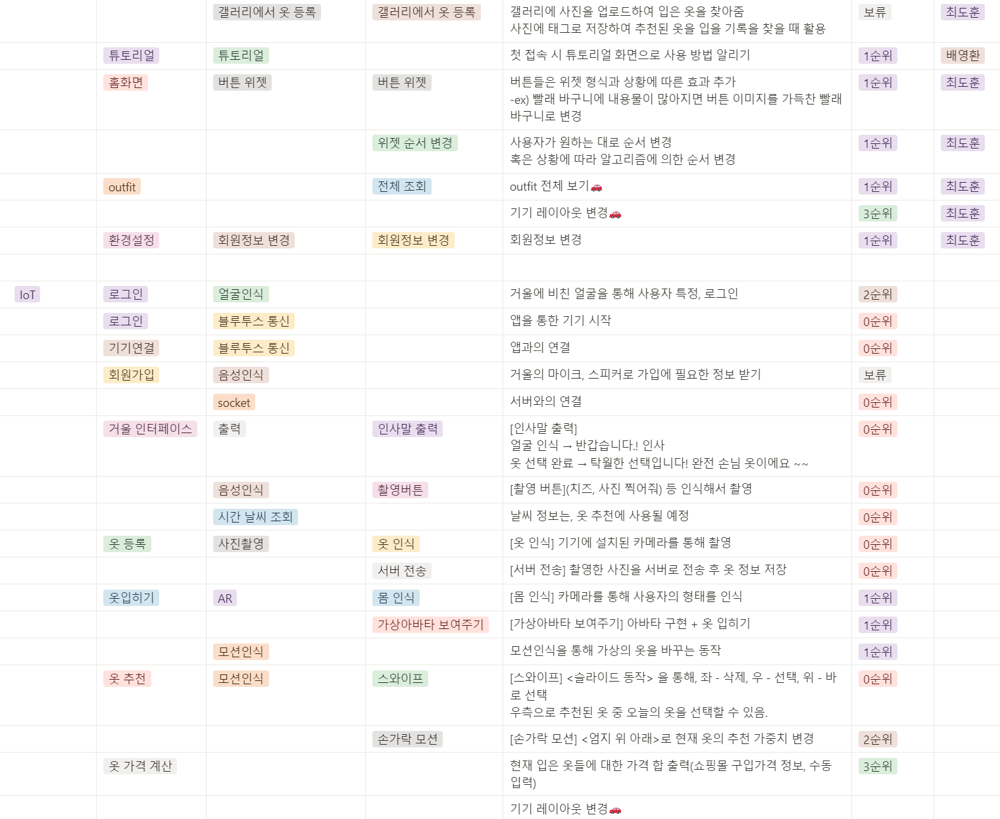 갤러리에서 옷 등록 갤러리에서 옷 등록 갤러리에 사진을 업로드하여 입은 옷을 찾아줌 보류 최도훈
사진에 태그로 저장하여 추천된 옷을 입을 기록을 찾을 때 활용
튜토리얼 튜토리얼 첫 접속 시 튜토리얼 화면으로 사용 방법 알리기 1순위 배영환
홈화면 버튼 위젯 버튼 위젯 버튼들은 위젯 형식과 상황에 따른 효과 추가 1순위 최도훈
-ex) 빨래 바구니에 내용물이 많아지면 버튼 이미지를 가득찬 빨래
바구니로 변경
위젯 순서 변경 사용자가 원하는 대로 순서 변경 1순위 최도훈
혹은 상황에 따라 알고리즘에 의한 순서 변경
outfit 전체 조회 outfit 전체 보기🚗 1순위 최도훈
기기 레이아웃 변경🚗 3순위 최도훈
환경설정 회원정보 변경 회원정보 변경 회원정보 변경 1순위 최도훈
IoT 로그인 얼굴인식 거울에 비친 얼굴을 통해 사용자 특정, 로그인 2순위
로그인 블루투스 통신 앱을 통한 기기 시작 0순위
기기연결 블루투스 통신 앱과의 연결 0순위
회원가입 음성인식 거울의 마이크, 스피커로 가입에 필요한 정보 받기 보류
socket 서버와의 연결 0순위
거울 인터페이스 출력 인사말 출력 [인사말 출력] 0순위
얼굴 인식 → 반갑습니다.! 인사
옷 선택 완료 → 탁월한 선택입니다! 완전 손님 옷이에요 ~~
음성인식 촬영버튼 [촬영 버튼](치즈, 사진 찍어줘) 등 인식해서 촬영 0순위
시간 날씨 조회 날씨 정보는, 옷 추천에 사용될 예정 0순위
옷 등록 사진촬영 옷 인식 [옷 인식] 기기에 설치된 카메라를 통해 촬영 0순위
서버 전송 [서버 전송] 촬영한 사진을 서버로 전송 후 옷 정보 저장 0순위
옷입히기 AR 몸 인식 [몸 인식] 카메라를 통해 사용자의 형태를 인식 1순위
가상아바타 보여주기 [가상아바타 보여주기] 아바타 구현 + 옷 입히기 1순위
모션인식 모션인식을 통해 가상의 옷을 바꾸는 동작 1순위
옷 추천 모션인식 스와이프 [스와이프] <슬라이드 동작> 을 통해, 좌 - 삭제, 우 - 선택, 위 - 바 0순위
로 선택
우측으로 추천된 옷 중 오늘의 옷을 선택할 수 있음.
손가락 모션 [손가락 모션] <엄지 위 아래>로 현재 옷의 추천 가중치 변경 2순위
옷 가격 계산 현재 입은 옷들에 대한 가격 합 출력(쇼핑몰 구입가격 정보, 수동 3순위
입력)
기기 레이아웃 변경🚗